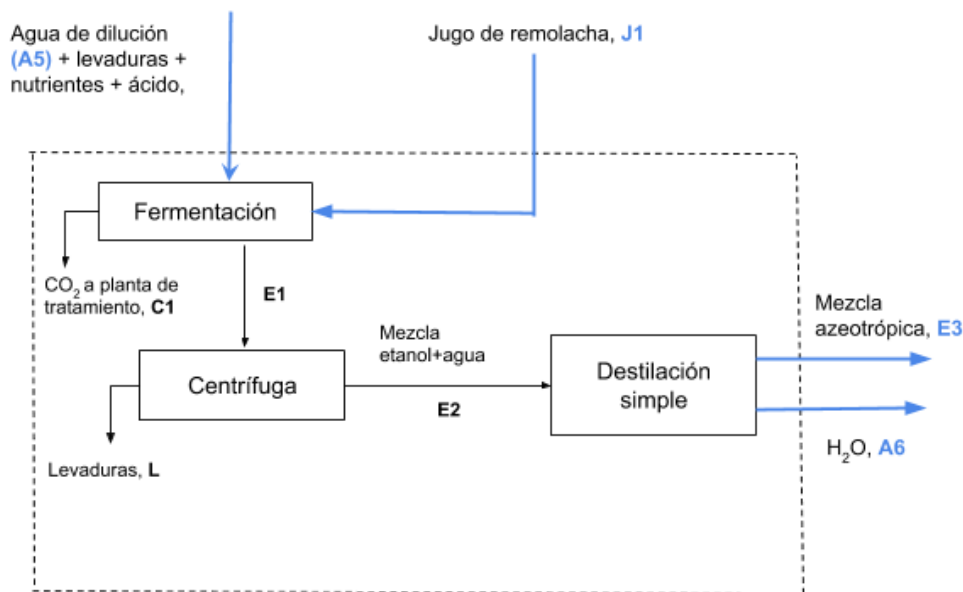 Agua de dilución
(A5) + levaduras +
nutrientes + ácido,
Jugo de remolacha, J1
Fermentación
CO₂ a planta de
tratamiento, C1
E1
Mezcla
etanol+agua
Centrífuga
E2
Destilación
simple
Mezcla
azeotrópica, E3
H₂O, A6
Levaduras, L